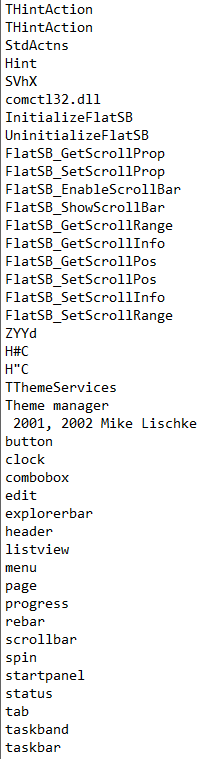 THintAction
THintAction
StdActns
Hint
SVhX
comctl32.dll
InitializeFlatSB
UninitializeFlatSB
FlatSB_GetScrollProp
FlatSB_SetScrollProp
FlatSB_EnableScrollBar
FlatSB_ShowScrollBar
FlatSB_GetScrollRange
FlatSB_GetScrollInfo
FlatSB_GetScrollPos
FlatSB_SetScrollPos
FlatSB_SetScrollInfo
FlatSB_SetScrollRange
ZYYd
H#C
H"C
TThemeServices
Theme manager
 2001, 2002 Mike Lischke
button
clock
combobox
edit
explorerbar
header
listview
menu
page
progress
rebar
scrollbar
spin
startpanel
status
tab
taskband
taskbar